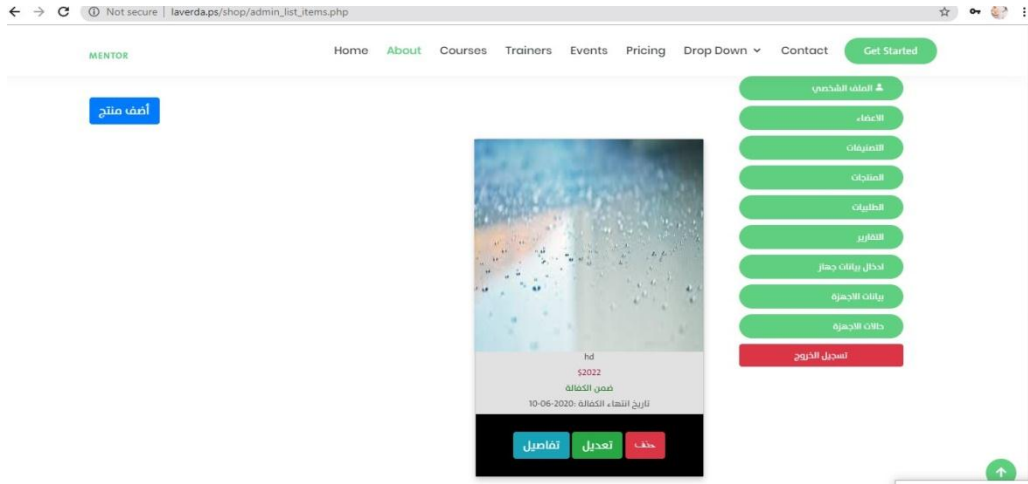 Not secure | laverda.ps/shop/admin_list_items.php
MENTOR
Home About Courses Trainers Events Pricing Drop Down Contact Get Started
الملف الشخصي
الاعضاء
التصنيفات
المنتجات
الطلبيات
التقارير
ادخال بيانات جهاز
بيانات الاجهزة
حالات الاجهزة
تسجيل الخروج
أضف منتج
hd
$2022
ضمن الكفالة
تاريخ انتهاء الكفالة :2020-06-10
حذف تعديل تفاصيل